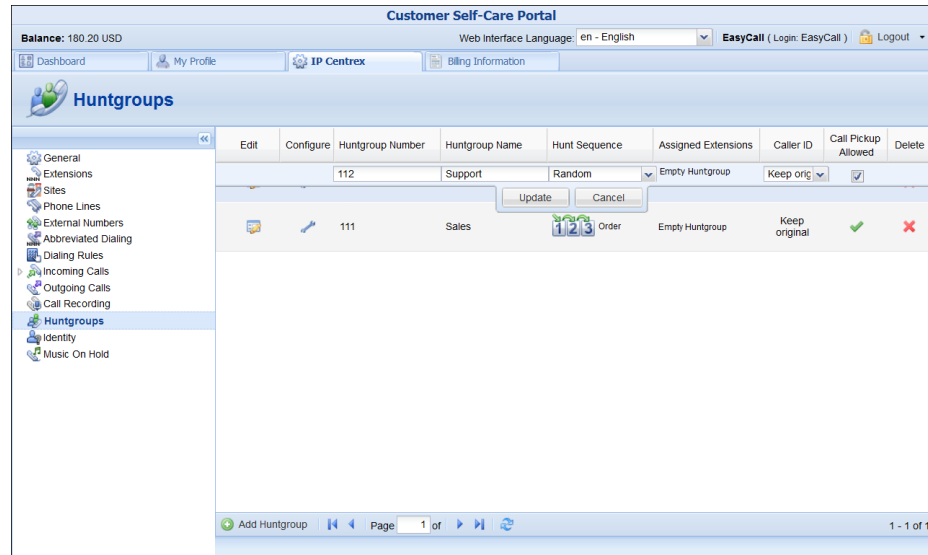 Customer Self-Care Portal
Balance: 180.20 USD Web Interface Language: en - English EasyCall ( Login: EasyCall ) Logout
Dashboard My Profile IP Centrex Billing Information
Huntgroups
Edit Configure Huntgroup Number Huntgroup Name Hunt Sequence Assigned Extensions Caller ID Call Pickup Allowed Delete
112 Support Random Empty Huntgroup Keep orig
Update Cancel
111 Sales 123 Order Empty Huntgroup Keep original
General
Extensions
Sites
Phone Lines
External Numbers
Abbreviated Dialing
Dialing Rules
Incoming Calls
Outgoing Calls
Call Recording
Huntgroups
Identity
Music On Hold
Add Huntgroup Page 1 of 1 - 1 of 1